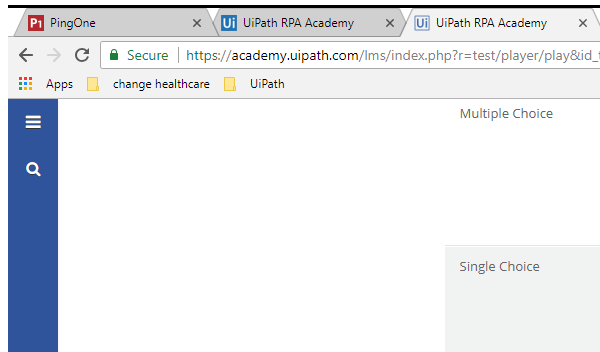 P1 PingOne Ui UiPath RPA Academy Ui UiPath RPA Academy
Secure https://academy.uipath.com/lms/index.php?r=test/player/play&id_
Apps change healthcare UiPath
Multiple Choice
Single Choice